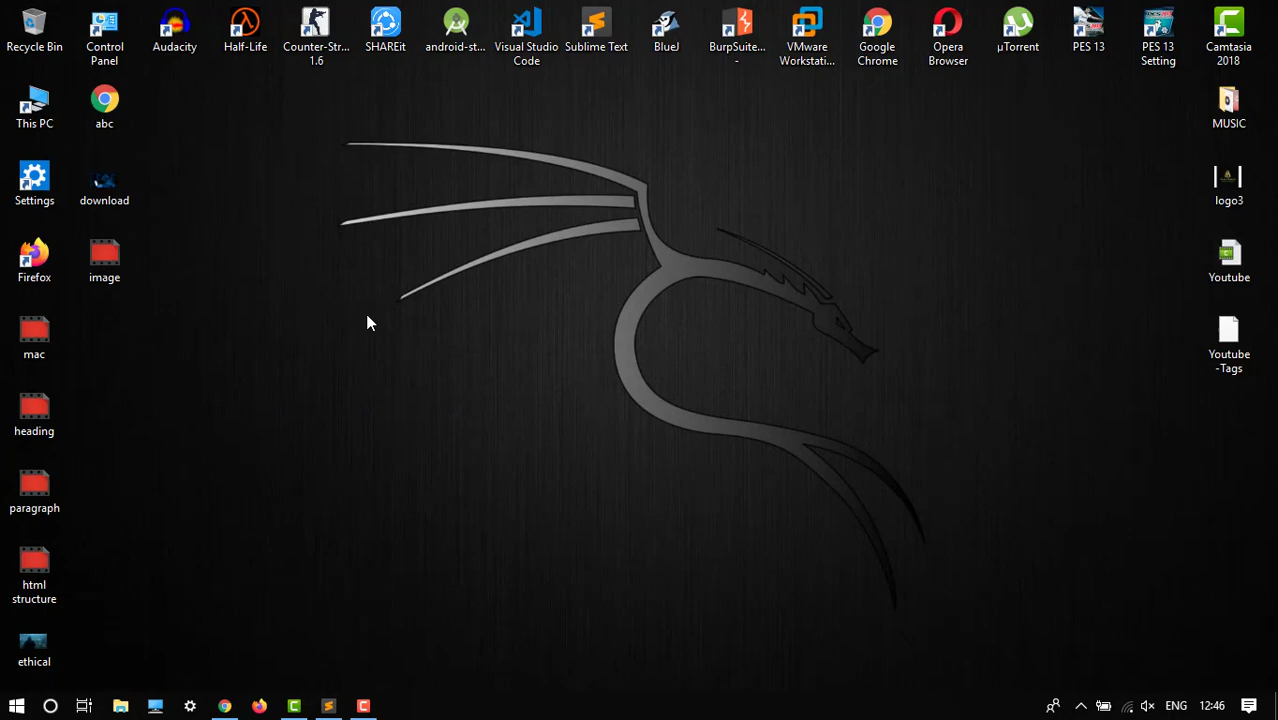 Recycle Bin
Control
Panel
Audacity
Half-Life
Counter-Str...
1.6
SHAREit
android-st...
Visual Studio
Code
Sublime Text
BlueJ
BurpSuite...
-
VMware
Workstati...
Google
Chrome
Opera
Browser
µTorrent
PES 13
PES 13
Setting
Camtasia
2018
This PC
abc
MUSIC
Settings
download
logo3
Firefox
image
Youtube
mac
Youtube
-Tags
heading
paragraph
html
structure
ethical
ENG
12:46